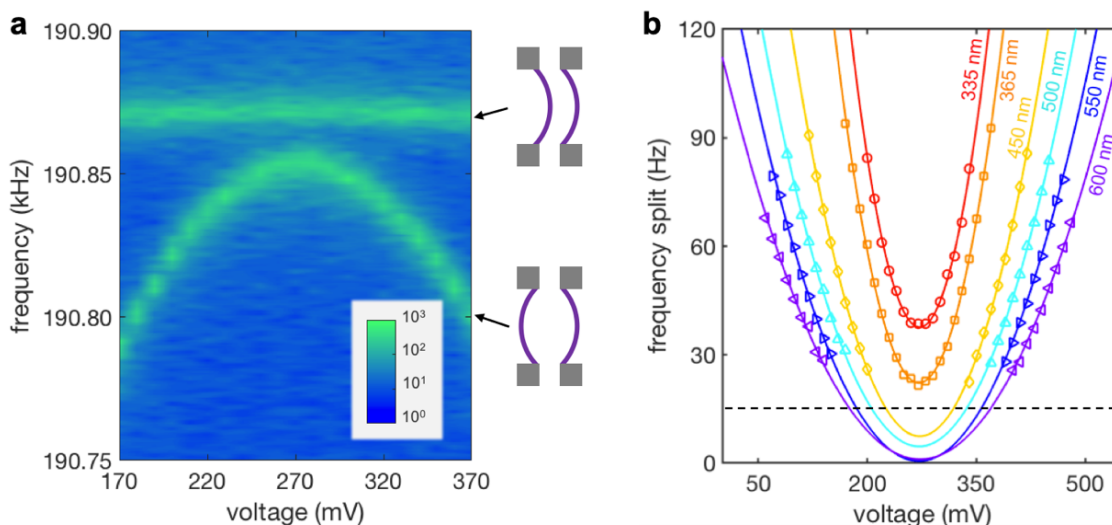 a
190.90
190.85
190.80
190.75
frequency (kHz)
170 220 270 320 370
voltage (mV)
10³
10²
10¹
10⁰
b
120
90
60
30
0
frequency split (Hz)
50 200 350 500
voltage (mV)
335 nm
365 nm
450 nm
500 nm
550 nm
600 nm